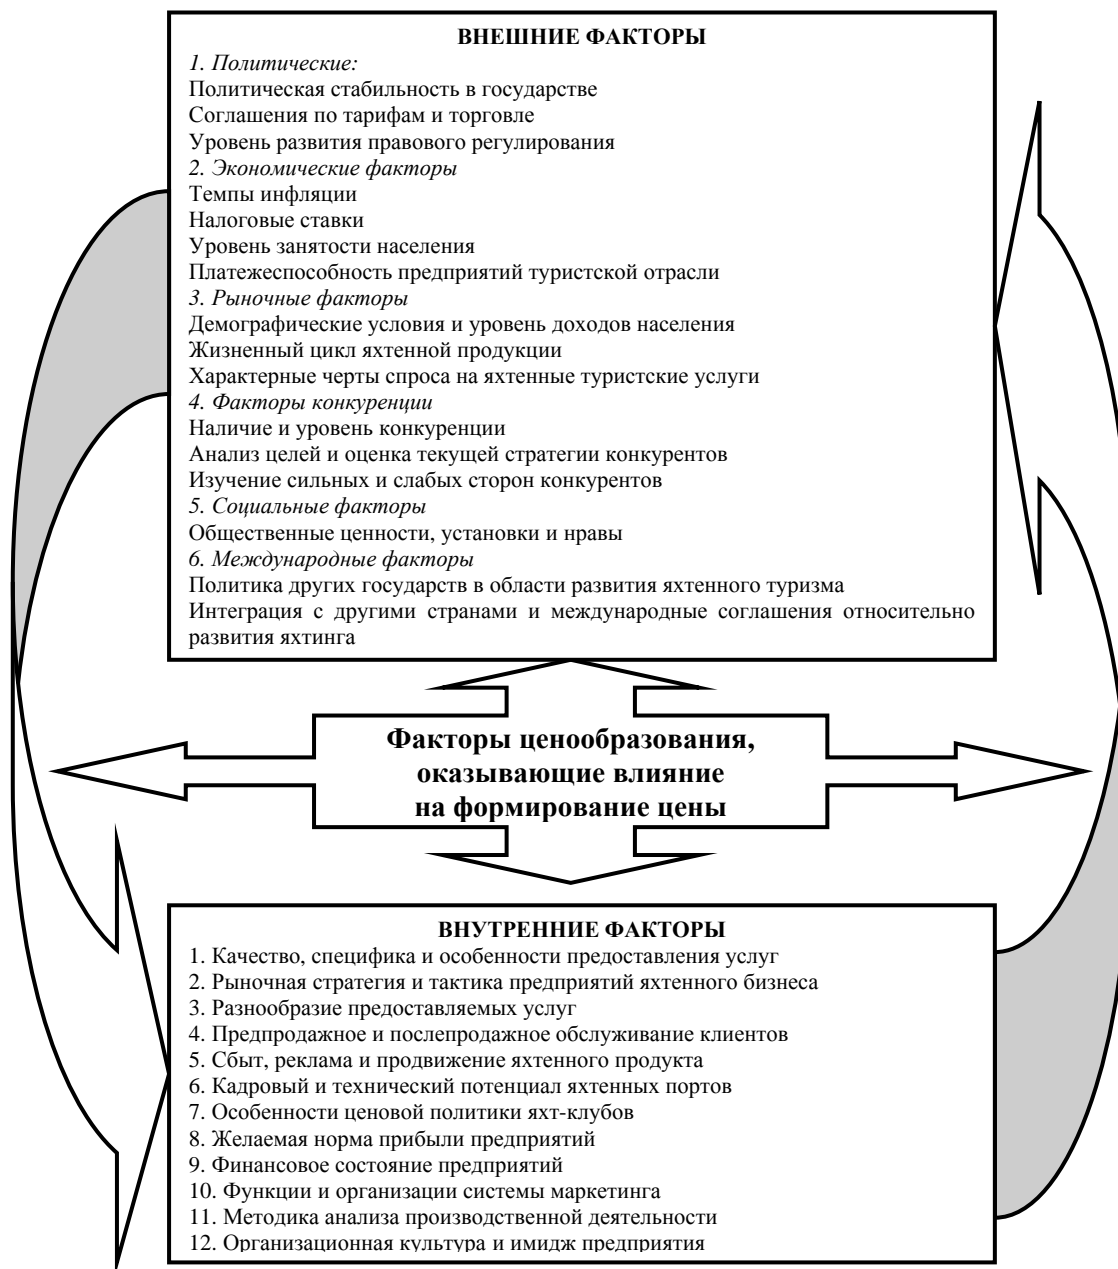 ВНЕШНИЕ ФАКТОРЫ
1. Политические:
Политическая стабильность в государстве
Соглашения по тарифам и торговле
Уровень развития правового регулирования
2. Экономические факторы
Темпы инфляции
Налоговые ставки
Уровень занятости населения
Платежеспособность предприятий туристской отрасли
3. Рыночные факторы
Демографические условия и уровень доходов населения
Жизненный цикл яхтенной продукции
Характерные черты спроса на яхтенные туристские услуги
4. Факторы конкуренции
Наличие и уровень конкуренции
Анализ целей и оценка текущей стратегии конкурентов
Изучение сильных и слабых сторон конкурентов
5. Социальные факторы
Общественные ценности, установки и нравы
6. Международные факторы
Политика других государств в области развития яхтенного туризма
Интеграция с другими странами и международные соглашения относительно
развития яхтинга
Факторы ценообразования,
оказывающие влияние
на формирование цены
ВНУТРЕННИЕ ФАКТОРЫ
1. Качество, специфика и особенности предоставления услуг
2. Рыночная стратегия и тактика предприятий яхтенного бизнеса
3. Разнообразие предоставляемых услуг
4. Предпродажное и послепродажное обслуживание клиентов
5. Сбыт, реклама и продвижение яхтенного продукта
6. Кадровый и технический потенциал яхтенных портов
7. Особенности ценовой политики яхт-клубов
8. Желаемая норма прибыли предприятий
9. Финансовое состояние предприятий
10. Функции и организации системы маркетинга
11. Методика анализа производственной деятельности
12. Организационная культура и имидж предприятия